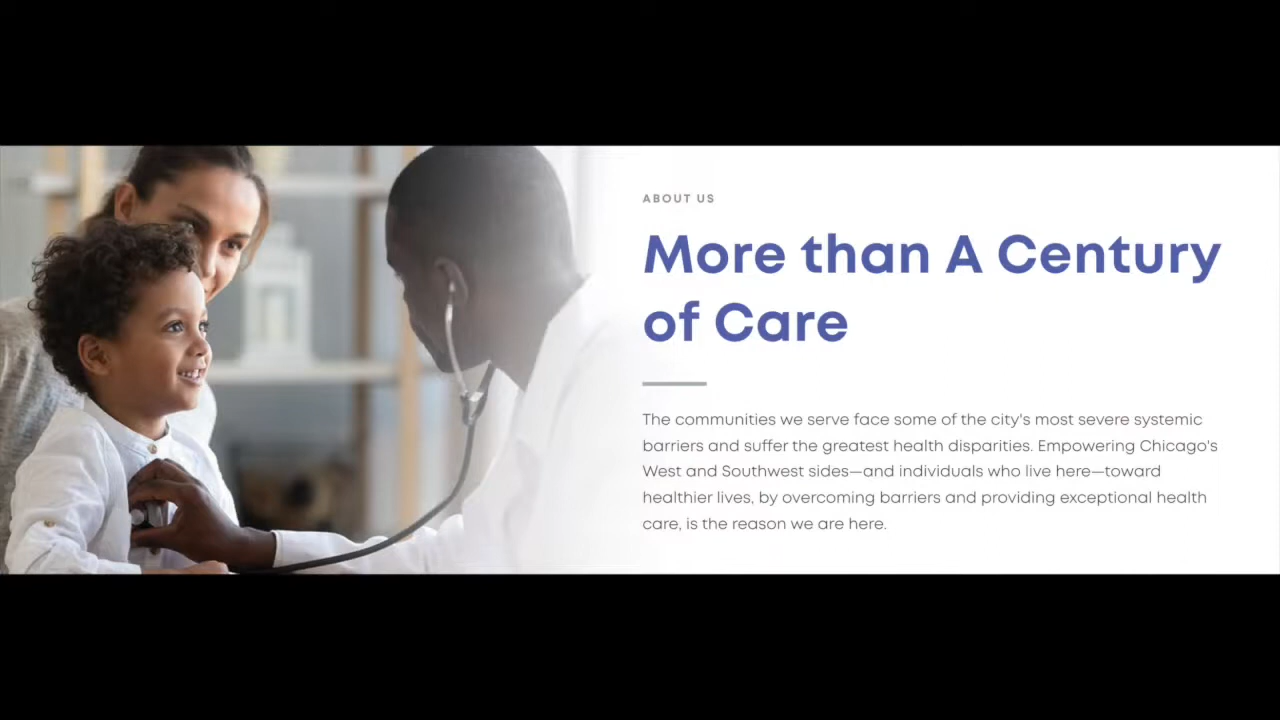 ABOUT US
More than A Century
of Care
The communities we serve face some of the city's most severe systemic
barriers and suffer the greatest health disparities. Empowering Chicago's
West and Southwest sides—and individuals who live here—toward
healthier lives, by overcoming barriers and providing exceptional health
care, is the reason we are here.